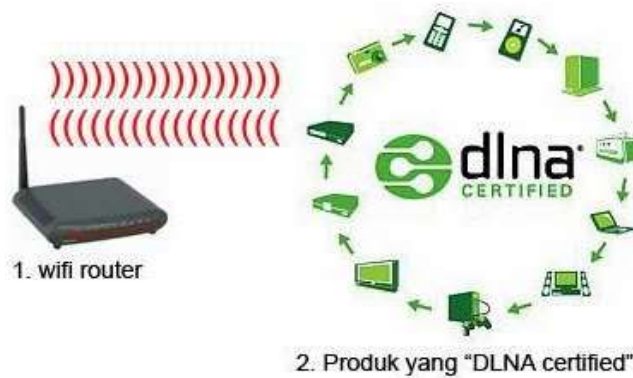 dlna
CERTIFIED
1. wifi router
2. Produk yang “DLNA certified”